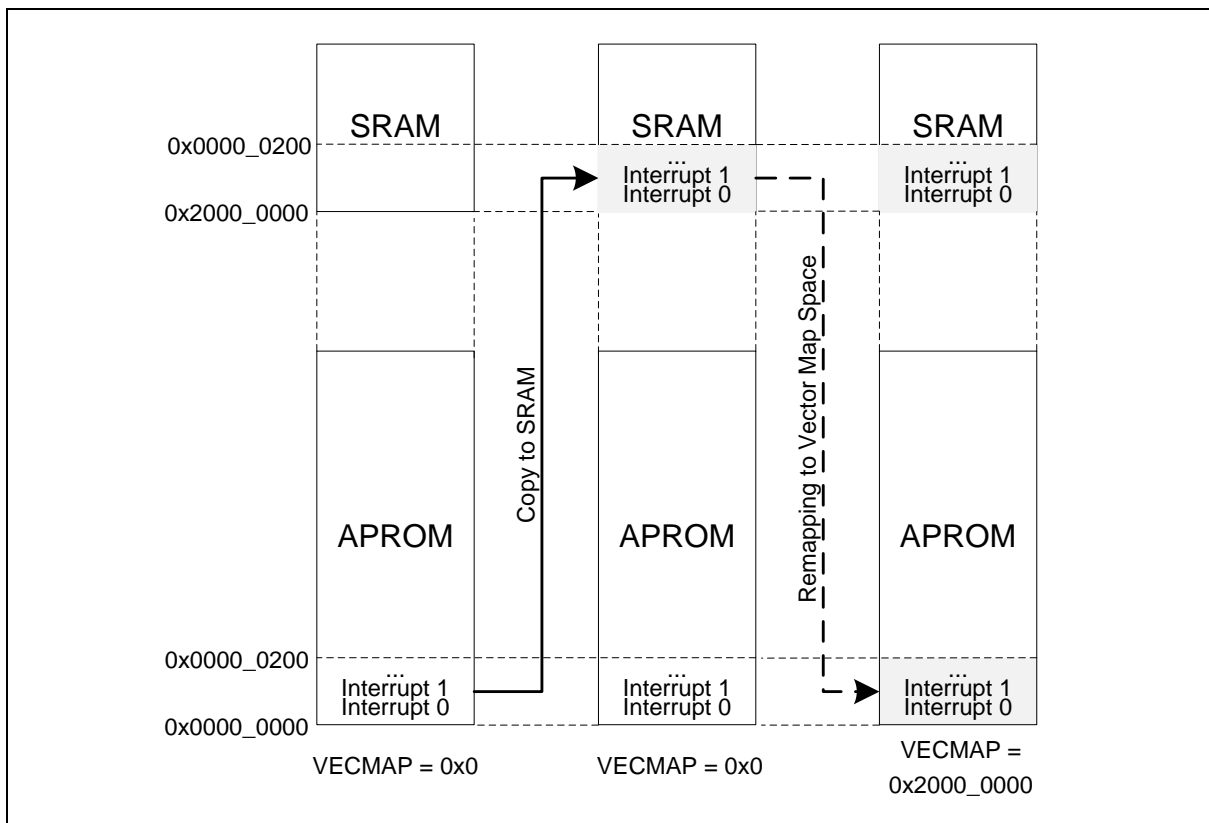 SRAM
SRAM
SRAM
0x0000_0200
...
Interrupt 1
Interrupt 0
...
Interrupt 1
Interrupt 0
0x2000_0000
Copy to SRAM
Remapping to Vector Map Space
APROM
APROM
APROM
0x0000_0200
...
Interrupt 1
Interrupt 0
...
Interrupt 1
Interrupt 0
...
Interrupt 1
Interrupt 0
0x0000_0000
VECMAP = 0x0
VECMAP = 0x0
VECMAP =
0x2000_0000